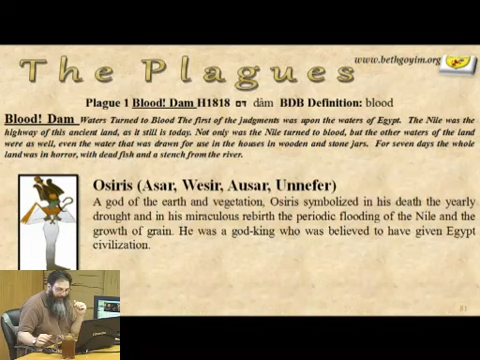 www.bethgoyim.org
The Plagues
Plague 1 Blood! Dam H1818 דם dâm BDB Definition: blood
Blood! Dam Waters Turned to Blood The first of the judgments was upon the waters of Egypt. The Nile was the
highway of this ancient land, as it still is today. Not only was the Nile turned to blood, but the other waters of the land
were as well, even the water that was drawn for use in the houses in wooden and stone jars. For seven days the whole
land was in horror, with dead fish and a stench from the river.
Osiris (Asar, Wesir, Ausar, Unnefer)
A god of the earth and vegetation, Osiris symbolized in his death the yearly
drought and in his miraculous rebirth the periodic flooding of the Nile and the
growth of grain. He was a god-king who was believed to have given Egypt
civilization.